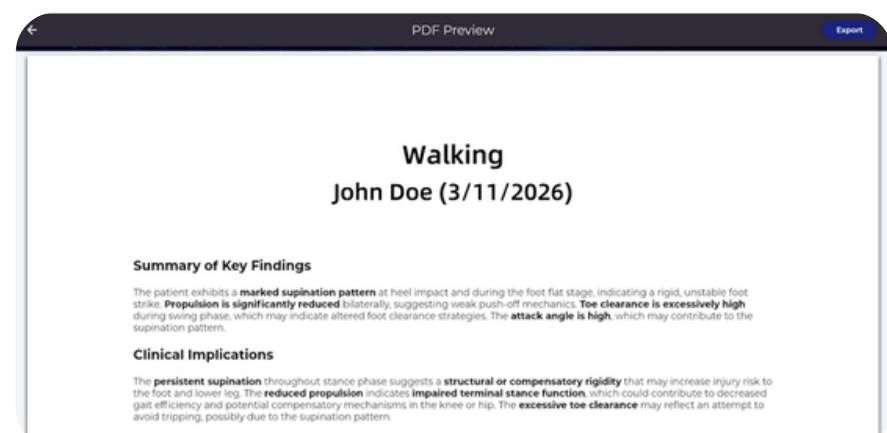 PDF Preview
Export
Walking
John Doe (3/11/2026)
Summary of Key Findings
The patient exhibits a marked supination pattern at heel impact and during the foot flat stage, indicating a rigid, unstable foot
strike. Propulsion is significantly reduced bilaterally, suggesting weak push-off mechanics. Toe clearance is excessively high
during swing phase, which may indicate altered foot clearance strategies. The attack angle is high, which may contribute to the
supination pattern.
Clinical Implications
The persistent supination throughout stance phase suggests a structural or compensatory rigidity that may increase injury risk to
the foot and lower leg. The reduced propulsion indicates impaired terminal stance function, which could contribute to decreased
gait efficiency and potential compensatory mechanisms in the knee or hip. The excessive toe clearance may reflect an attempt to
avoid tripping, possibly due to the supination pattern.